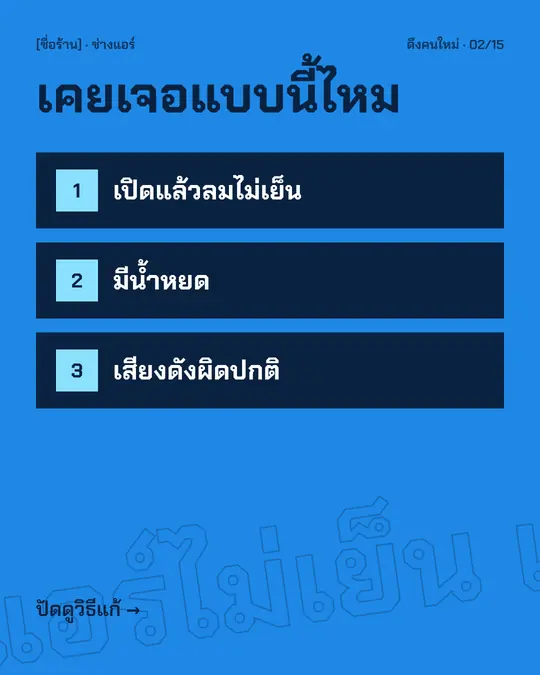 [ชื่อร้าน] · ช่างแอร์
ดึงคนใหม่ · 02/15
เคยเจอแบบนี้ไหม
1 เปิดแล้วลมไม่เย็น
2 มีน้ำหยด
3 เสียงดังผิดปกติ
แอร์ไม่เย็น แ
ปัดดูวิธีแก้ →